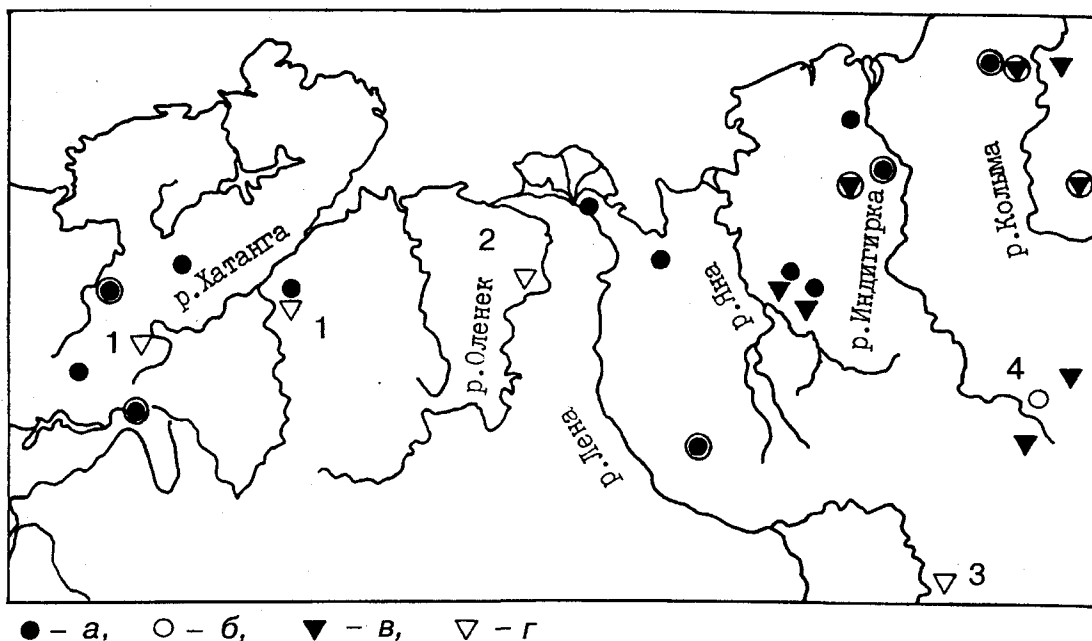 р.Хатанга
р.Оленек
р.Лена
р.Яна
р.Индигирка
р.Колыма
1
1
2
3
4
– а, – б, – в, – г